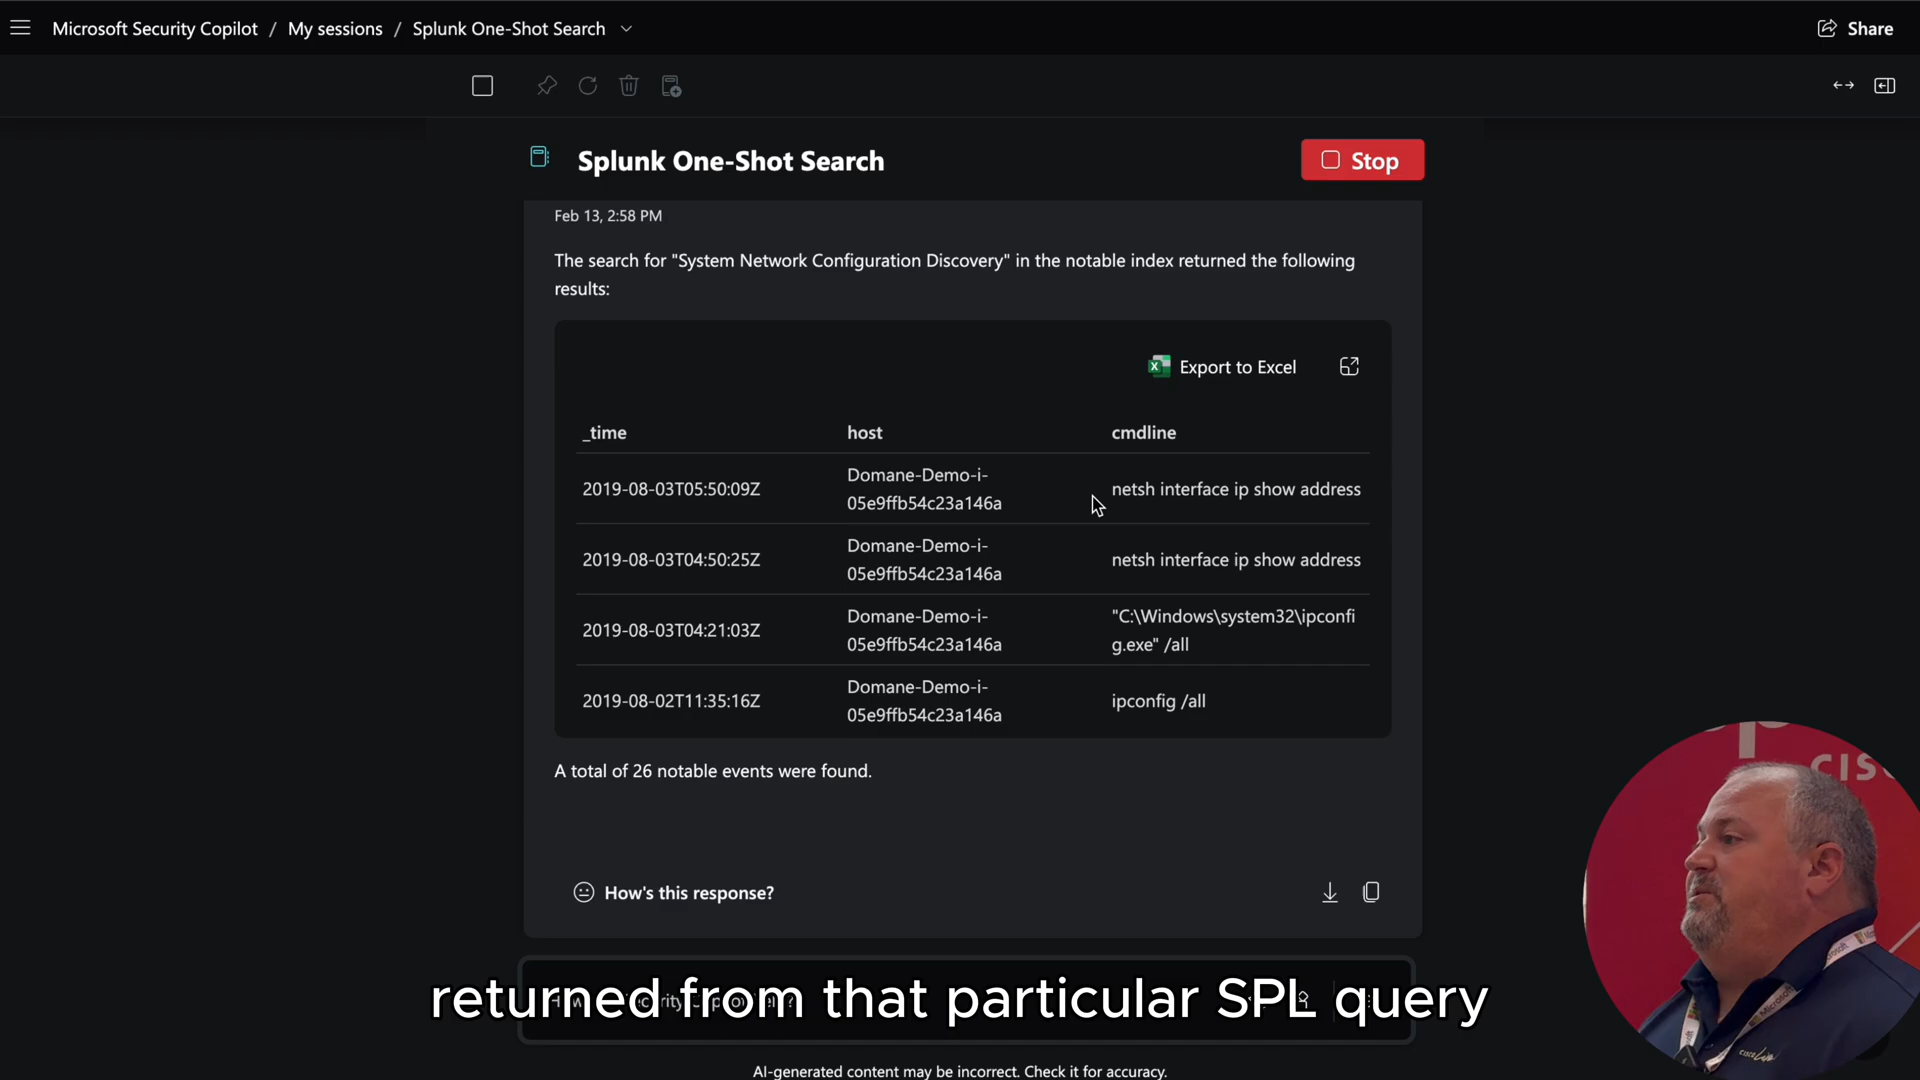 Microsoft Security Copilot / My sessions / Splunk One-Shot Search
Share
Splunk One-Shot Search
Stop
Feb 13, 2:58 PM
The search for "System Network Configuration Discovery" in the notable index returned the following
results:
Export to Excel
_time host cmdline
2019-08-03T05:50:09Z Domane-Demo-i-
05e9ffb54c23a146a netsh interface ip show address
2019-08-03T04:50:25Z Domane-Demo-i-
05e9ffb54c23a146a netsh interface ip show address
2019-08-03T04:21:03Z Domane-Demo-i- "C:\Windows\system32\ipconfi
05e9ffb54c23a146a g.exe" /all
2019-08-02T11:35:16Z Domane-Demo-i-
05e9ffb54c23a146a ipconfig /all
A total of 26 notable events were found.
How's this response?
returned from that particular SPL query
AI-generated content may be incorrect. Check it for accuracy.